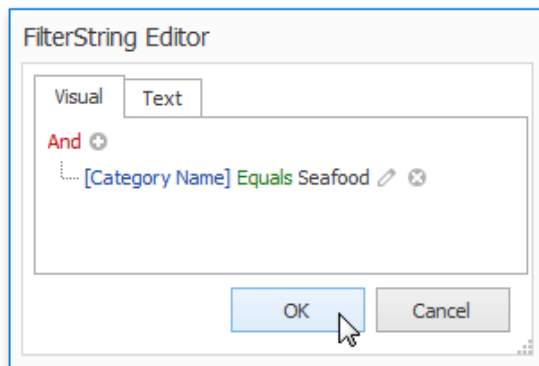 FilterString Editor
Visual Text
And
[Category Name] Equals Seafood
OK Cancel